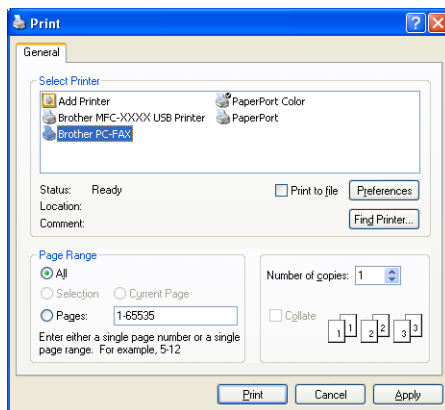 Print
General
Select Printer
Add Printer
PaperPort Color
Brother MFC-XXXX USB Printer
PaperPort
Brother PC-FAX
Status: Ready
Print to file
Preferences
Location:
Comment:
Find Printer...
Page Range
All
Number of copies: 1
Selection
Current Page
Pages: 1-65535
Collate
1 1 2 2 3 3
Enter either a single page number or a single
page range. For example, 5-12
Print
Cancel
Apply